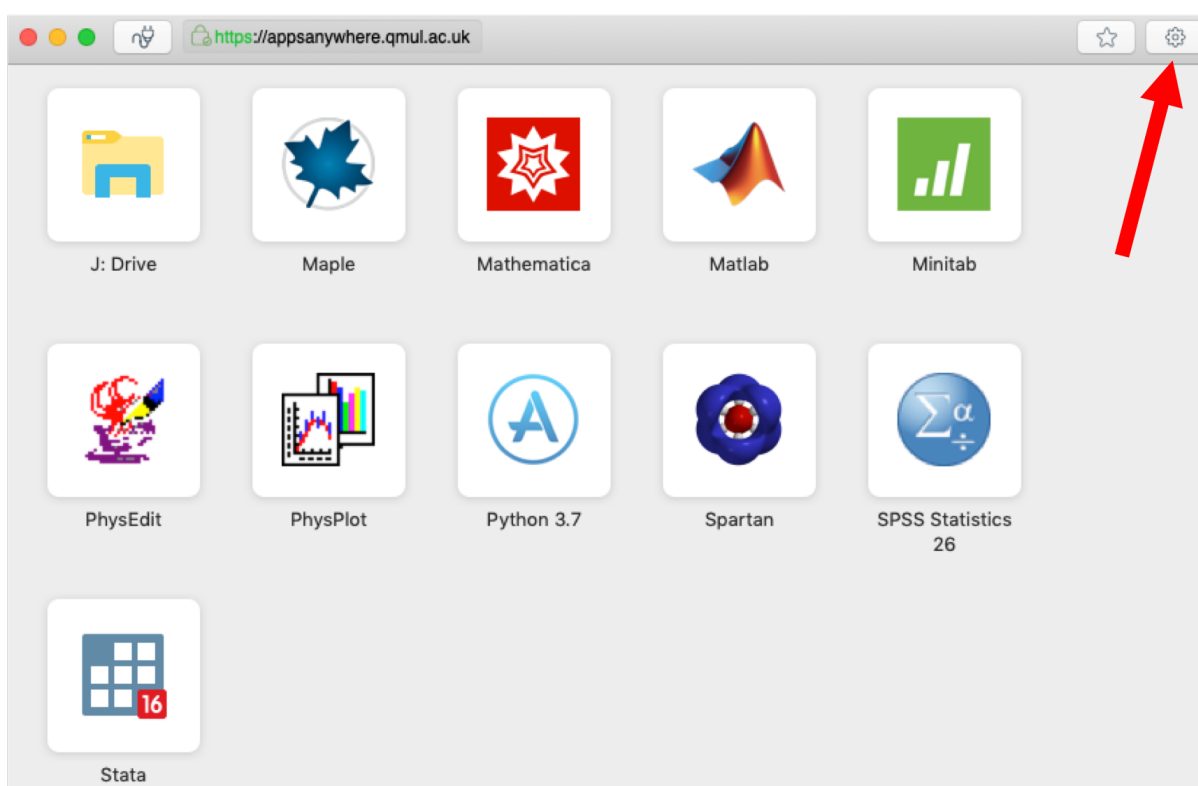 https://appsanywhere.qmul.ac.uk
J: Drive
Maple
Mathematica
Matlab
Minitab
PhysEdit
PhysPlot
Python 3.7
Spartan
SPSS Statistics
26
16
Stata